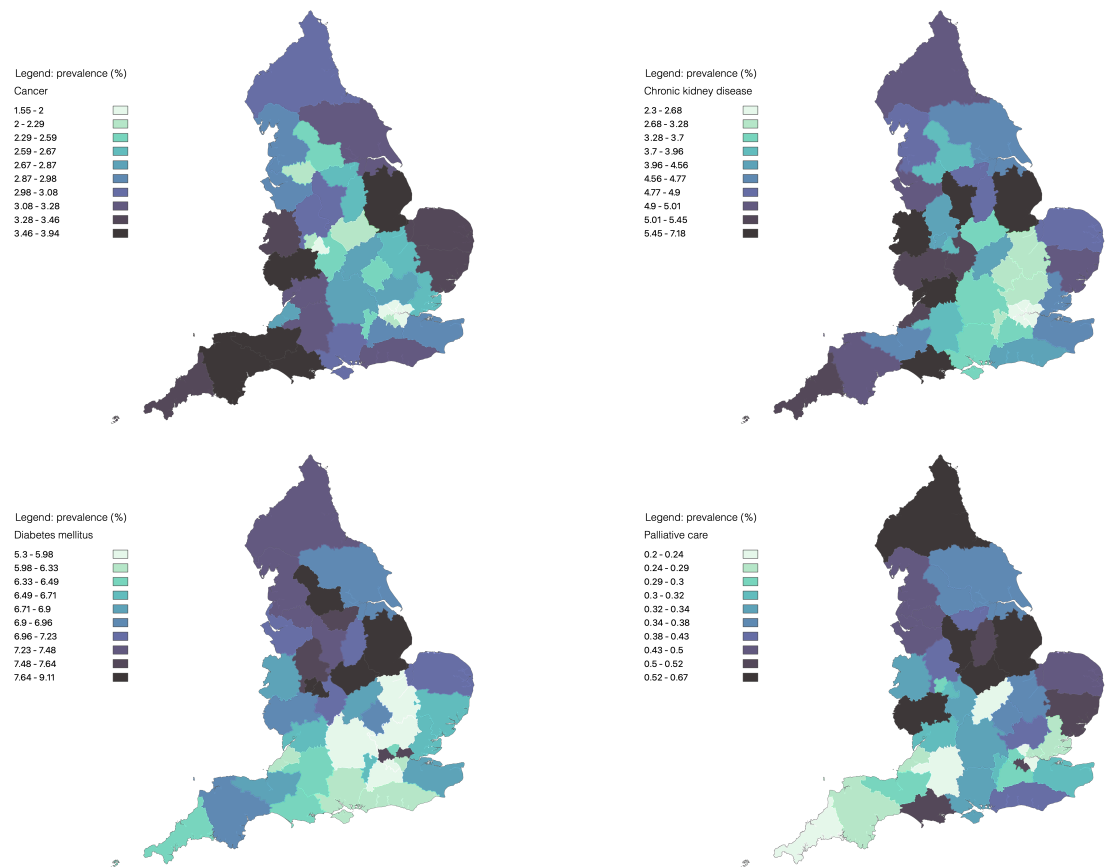 Legend: prevalence (%)
Cancer
1.55 - 2
2 - 2.29
2.29 - 2.59
2.59 - 2.67
2.67 - 2.87
2.87 - 2.98
2.98 - 3.08
3.08 - 3.28
3.28 - 3.46
3.46 - 3.94
Legend: prevalence (%)
Chronic kidney disease
2.3 - 2.68
2.68 - 3.28
3.28 - 3.7
3.7 - 3.96
3.96 - 4.56
4.56 - 4.77
4.77 - 4.9
4.9 - 5.01
5.01 - 5.45
5.45 - 7.18
Legend: prevalence (%)
Diabetes mellitus
5.3 - 5.98
5.98 - 6.33
6.33 - 6.49
6.49 - 6.71
6.71 - 6.9
6.9 - 6.96
6.96 - 7.23
7.23 - 7.48
7.48 - 7.64
7.64 - 9.11
Legend: prevalence (%)
Palliative care
0.2 - 0.24
0.24 - 0.29
0.29 - 0.3
0.3 - 0.32
0.32 - 0.34
0.34 - 0.38
0.38 - 0.43
0.43 - 0.5
0.5 - 0.52
0.52 - 0.67